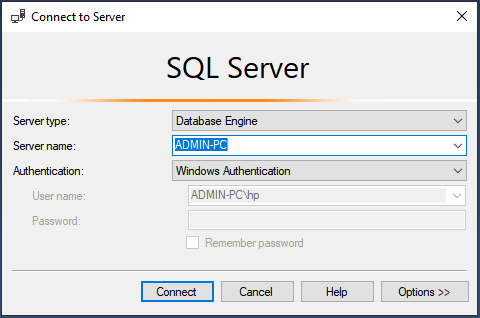 Connect to Server
SQL Server
Server type: Database Engine
Server name: ADMIN-PC
Authentication: Windows Authentication
User name: ADMIN-PC\hp
Password:
Remember password
Connect Cancel Help Options >>